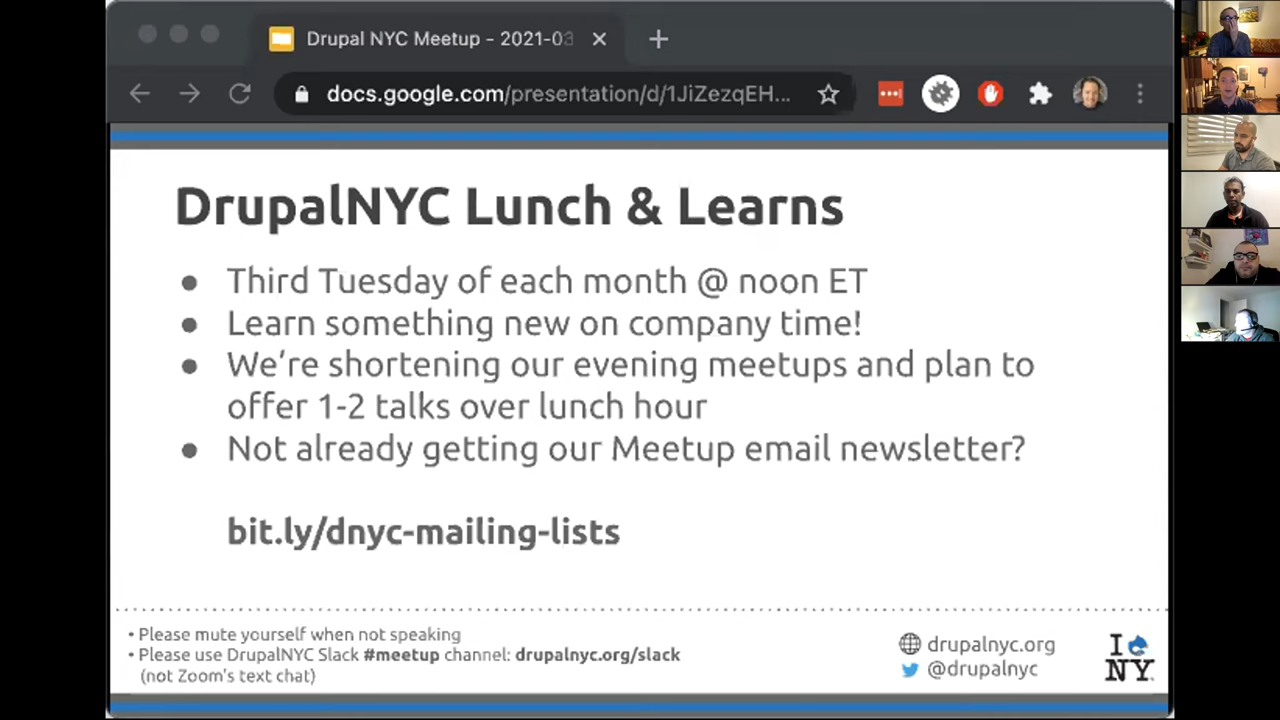 Drupal NYC Meetup - 2021-03
docs.google.com/presentation/d/1JiZezqEH...
DrupalNYC Lunch & Learns
● Third Tuesday of each month @ noon ET
● Learn something new on company time!
● We're shortening our evening meetups and plan to
offer 1-2 talks over lunch hour
● Not already getting our Meetup email newsletter?
bit.ly/dnyc-mailing-lists
• Please mute yourself when not speaking
• Please use DrupalNYC Slack #meetup channel: drupalnyc.org/slack
(not Zoom's text chat)
drupalnyc.org
@drupalnyc
I
NY